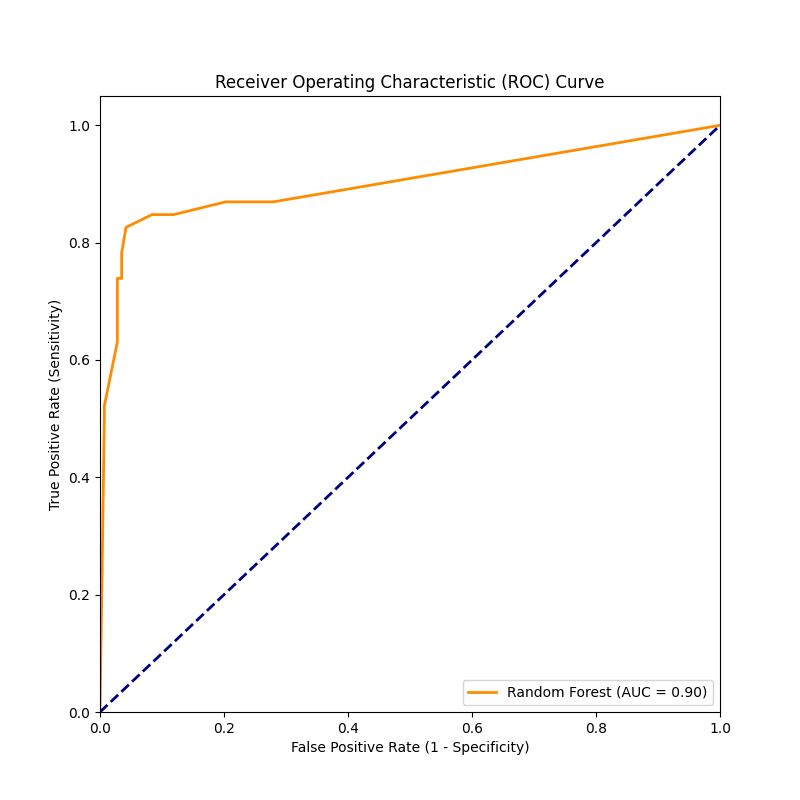 Receiver Operating Characteristic (ROC) Curve
1.0
0.8
0.6
0.4
0.2
0.0
True Positive Rate (Sensitivity)
Random Forest (AUC = 0.90)
0.0 0.2 0.4 0.6 0.8 1.0
False Positive Rate (1 - Specificity)